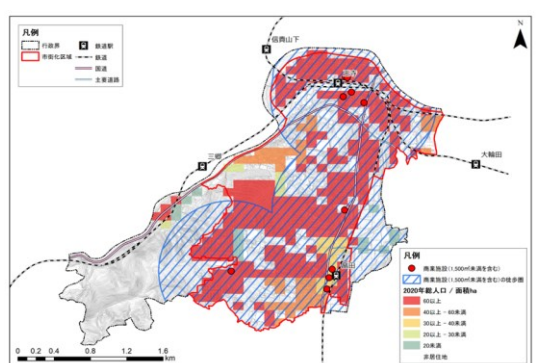 凡例
行政界
鉄道駅
市街化区域
鉄道
国道
主要道路
信貴山下
N
三郷
大輪田
凡例
商業施設(1,500㎡未満を含む)
商業施設(1,500㎡未満を含む)の徒歩圏
2020年総人口 / 面積ha
60以上
40以上 - 60未満
30以上 - 40未満
20以上 - 30未満
20未満
非居住地
0 0.2 0.4 0.8 1.2 1.6
km